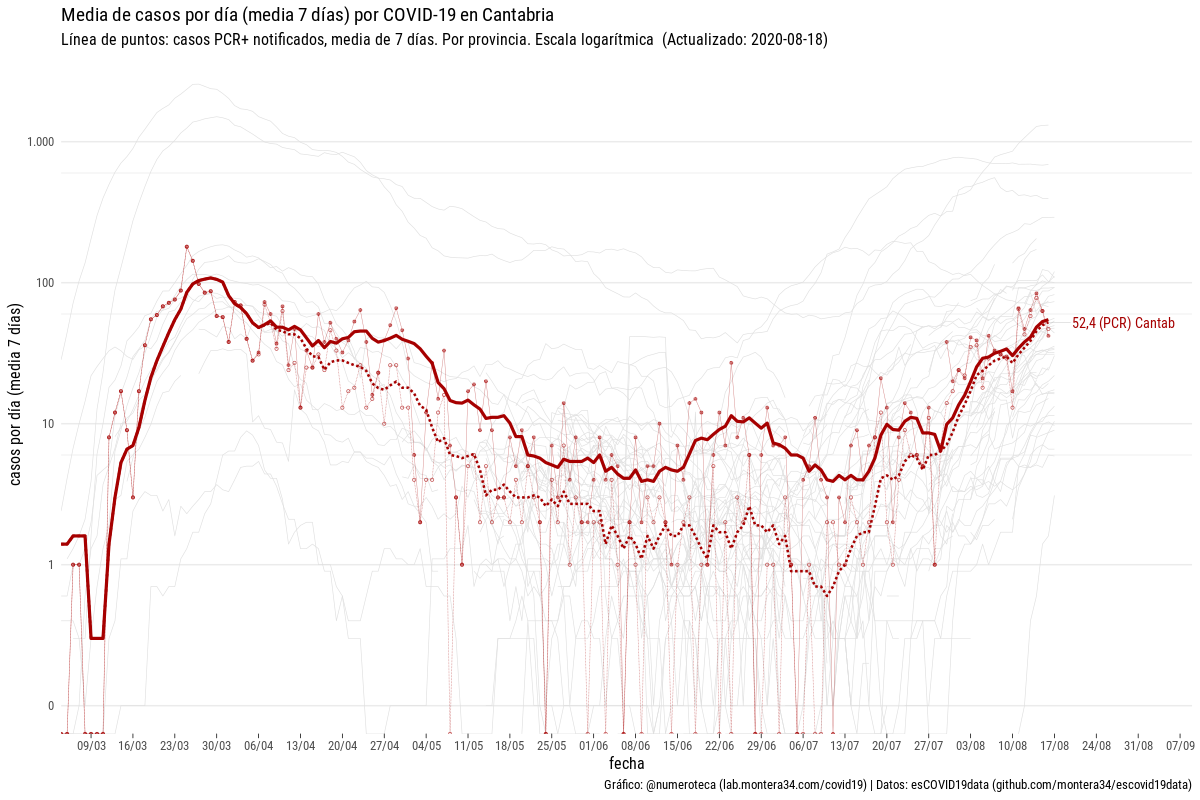 Media de casos por día (media 7 días) por COVID-19 en Cantabria
Línea de puntos: casos PCR+ notificados, media de 7 días. Por provincia. Escala logarítmica (Actualizado: 2020-08-18)
casos por día (media 7 días)
1.000
100
10
1
0
52,4 (PCR) Cantab
09/03 16/03 23/03 30/03 06/04 13/04 20/04 27/04 04/05 11/05 18/05 25/05 01/06 08/06 15/06 22/06 29/06 06/07 13/07 20/07 27/07 03/08 10/08 17/08 24/08 31/08 07/09
fecha
Gráfico: @numeroteca (lab.montera34.com/covid19) | Datos: esCOVID19data (github.com/montera34/escovid19data)